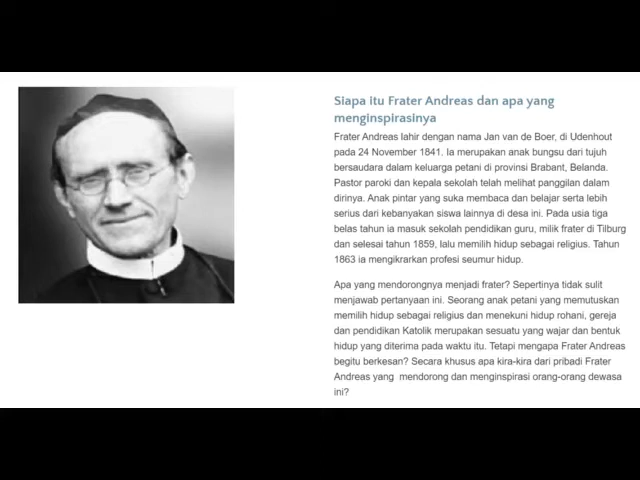 Siapa itu Frater Andreas dan apa yang
menginspirasinya
Frater Andreas lahir dengan nama Jan van de Boer, di Udenhout
pada 24 November 1841. Ia merupakan anak bungsu dari tujuh
bersaudara dalam keluarga petani di provinsi Brabant, Belanda.
Pastor paroki dan kepala sekolah telah melihat panggilan dalam
dirinya. Anak pintar yang suka membaca dan belajar serta lebih
serius dari kebanyakan siswa lainnya di desa ini. Pada usia tiga
belas tahun ia masuk sekolah pendidikan guru, milik frater di Tilburg
dan selesai tahun 1859, lalu memilih hidup sebagai religius. Tahun
1863 ia mengikrarkan profesi seumur hidup.
Apa yang mendorongnya menjadi frater? Sepertinya tidak sulit
menjawab pertanyaan ini. Seorang anak petani yang memutuskan
memilih hidup sebagai religius dan menekuni hidup rohani, gereja
dan pendidikan Katolik merupakan sesuatu yang wajar dan bentuk
hidup yang diterima pada waktu itu. Tetapi mengapa Frater Andreas
begitu berkesan? Secara khusus apa kira-kira dari pribadi Frater
Andreas yang  mendorong dan menginspirasi orang-orang dewasa
ini?